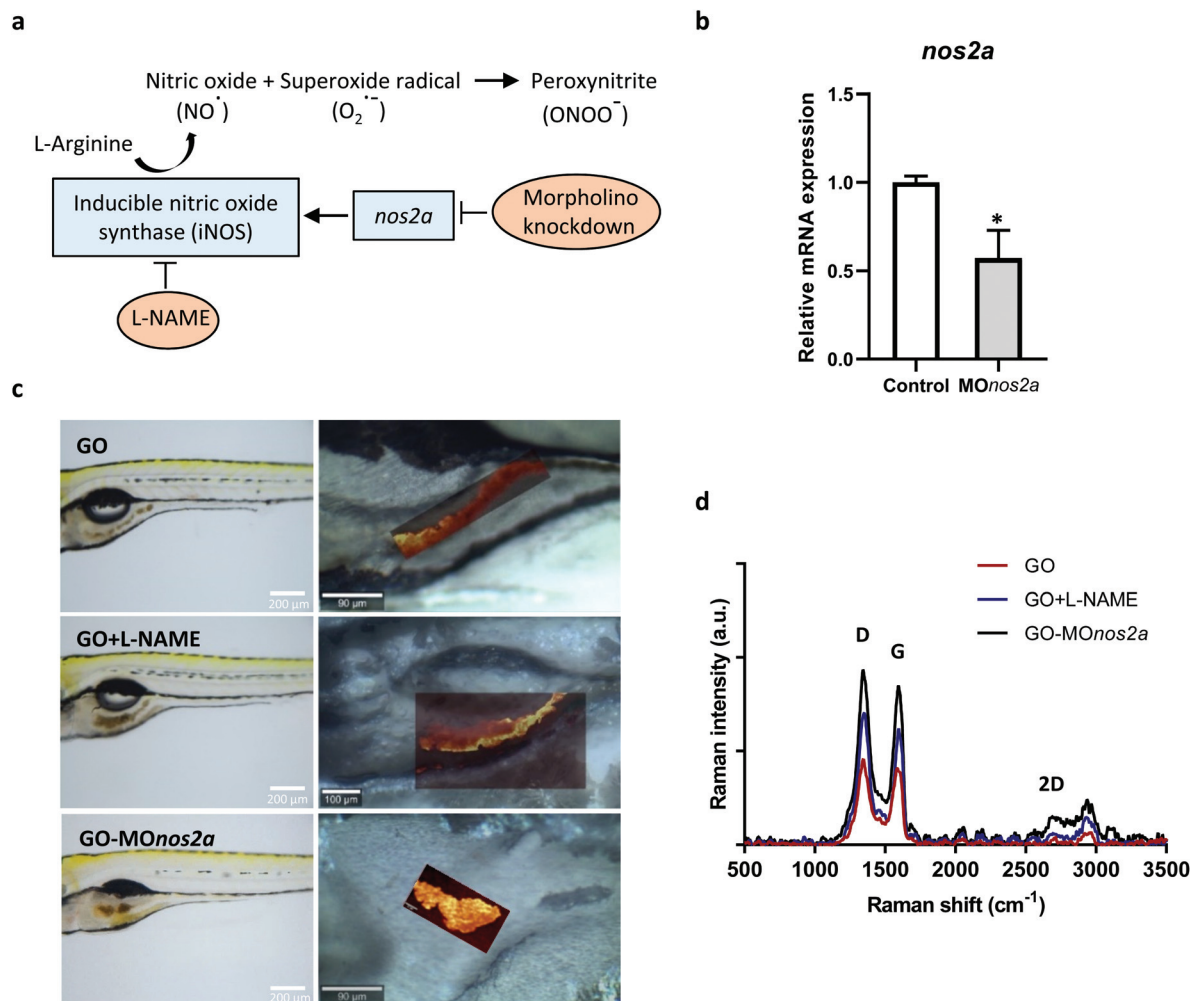 a
Nitric oxide + Superoxide radical → Peroxynitrite
(NO•) (O₂•−) (ONOO−)
L-Arginine
Inducible nitric oxide
synthase (iNOS)
nos2a
Morpholino
knockdown
L-NAME
b
nos2a
Relative mRNA expression
1.5
1.0
0.5
0.0
*
Control MOnos2a
c
GO
200 µm
90 µm
GO+L-NAME
200 µm
100 µm
GO-MOnos2a
200 µm
90 µm
d
GO
GO+L-NAME
GO-MOnos2a
D
G
2D
Raman intensity (a.u.)
500 1000 1500 2000 2500 3000 3500
Raman shift (cm⁻¹)